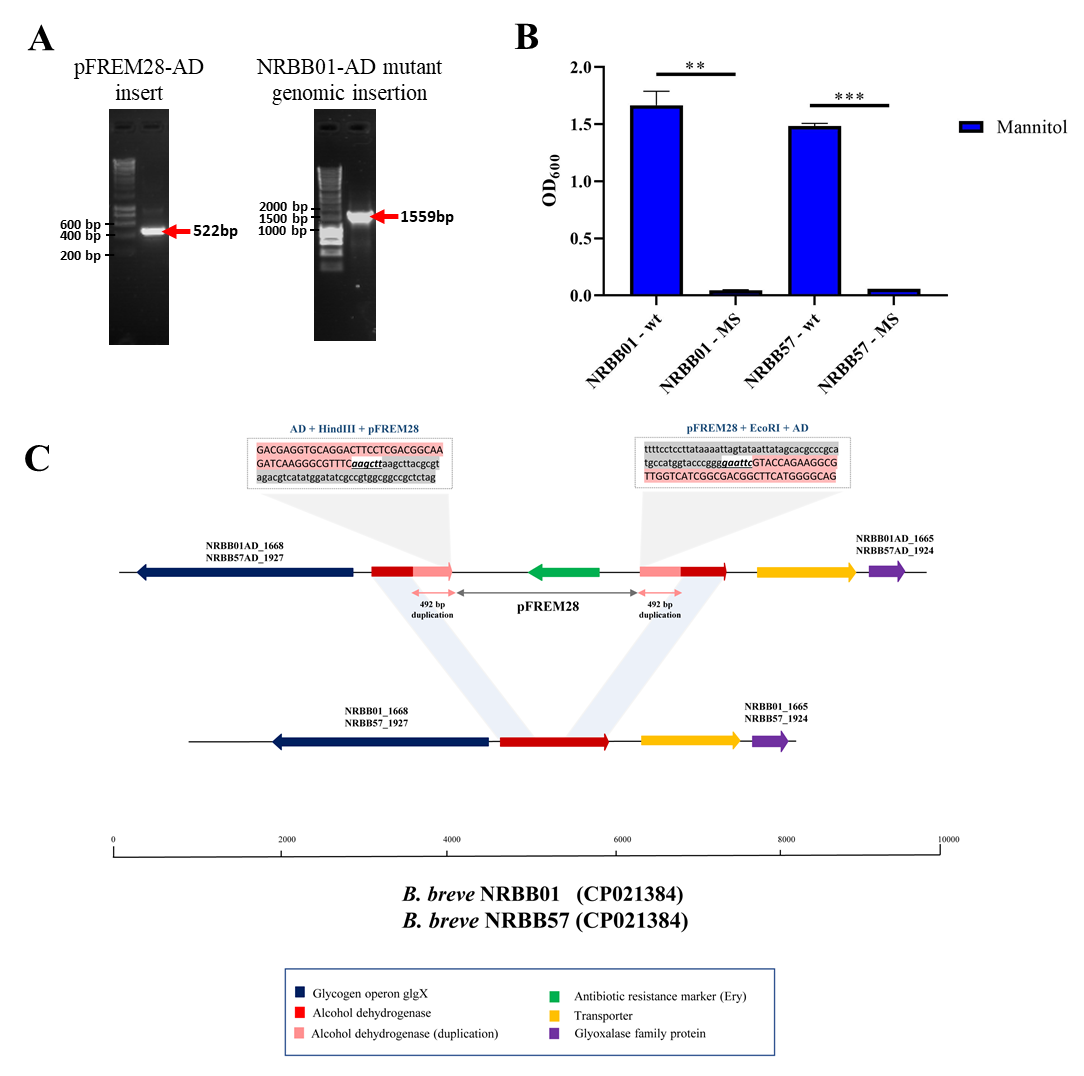 A
pFREM28-AD
insert
NRBB01-AD mutant
genomic insertion
600 bp
400 bp
200 bp
522bp
2000 bp
1500 bp
1000 bp
1559bp
B
OD600
2.0
1.5
1.0
0.5
0.0
**
***
Mannitol
NRBB01 - wt
NRBB01 - MS
NRBB57 - wt
NRBB57 - MS
C
AD + HindIII + pFREM28
GACGAGGTGCAGGACTTCCTCGACGGCAA
GATCAAGGGCGTTTCaagcttaagcttacgcgt
agacgtcatatggatatcgccgtggcggccgctctag
pFREM28 + EcoRI + AD
ttttcctccttataaaattagtataattatagcacgcccgca
tgccatggtacccggggaattcGTACCAGAAGGCG
TTGGTCATCGGCGACGGCTTCATGGGGCAG
NRBB01AD_1668
NRBB57AD_1927
NRBB01AD_1665
NRBB57AD_1924
492 bp
duplication
pFREM28
492 bp
duplication
NRBB01_1668
NRBB57_1927
NRBB01_1665
NRBB57_1924
0 2000 4000 6000 8000 10000
B. breve NRBB01 (CP021384)
B. breve NRBB57 (CP021384)
Glycogen operon glgX
Alcohol dehydrogenase
Alcohol dehydrogenase (duplication)
Antibiotic resistance marker (Ery)
Transporter
Glyoxalase family protein